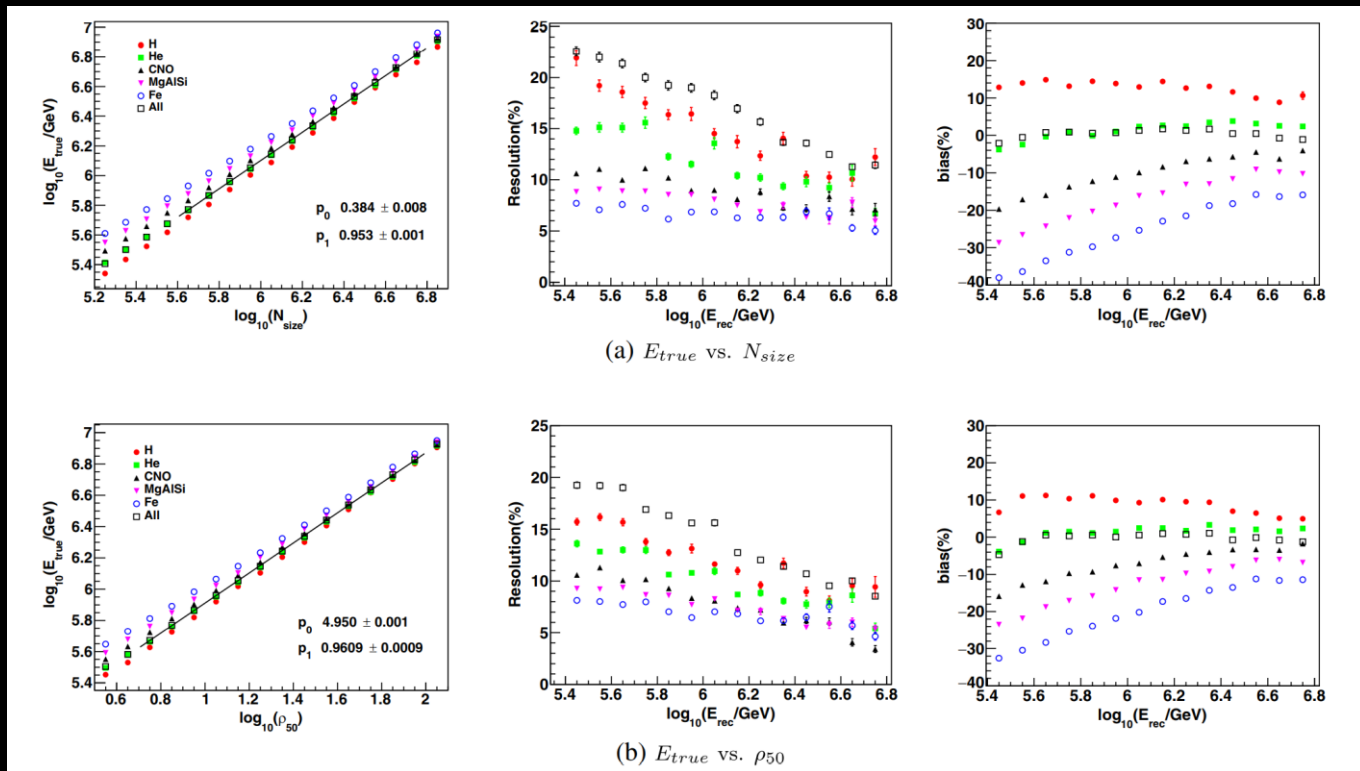 7
6.8
6.6
6.4
6.2
6
5.8
5.6
5.4
log10(E_true/GeV)
H
He
CNO
MgAlSi
Fe
All
p0 0.384 ± 0.008
p1 0.953 ± 0.001
5.2 5.4 5.6 5.8 6 6.2 6.4 6.6 6.8
log10(N_size)
25
20
15
10
5
0
Resolution(%)
5.4 5.6 5.8 6 6.2 6.4 6.6 6.8
log10(E_rec/GeV)
30
20
10
0
−10
−20
−30
−40
bias(%)
5.4 5.6 5.8 6 6.2 6.4 6.6 6.8
log10(E_rec/GeV)
(a) E_true vs. N_size
7
6.8
6.6
6.4
6.2
6
5.8
5.6
5.4
log10(E_true/GeV)
H
He
CNO
MgAlSi
Fe
All
p0 4.950 ± 0.001
p1 0.9609 ± 0.0009
0.6 0.8 1 1.2 1.4 1.6 1.8 2
log10(ρ50)
25
20
15
10
5
0
Resolution(%)
5.4 5.6 5.8 6 6.2 6.4 6.6 6.8
log10(E_rec/GeV)
30
20
10
0
−10
−20
−30
−40
bias(%)
5.4 5.6 5.8 6 6.2 6.4 6.6 6.8
log10(E_rec/GeV)
(b) E_true vs. ρ50